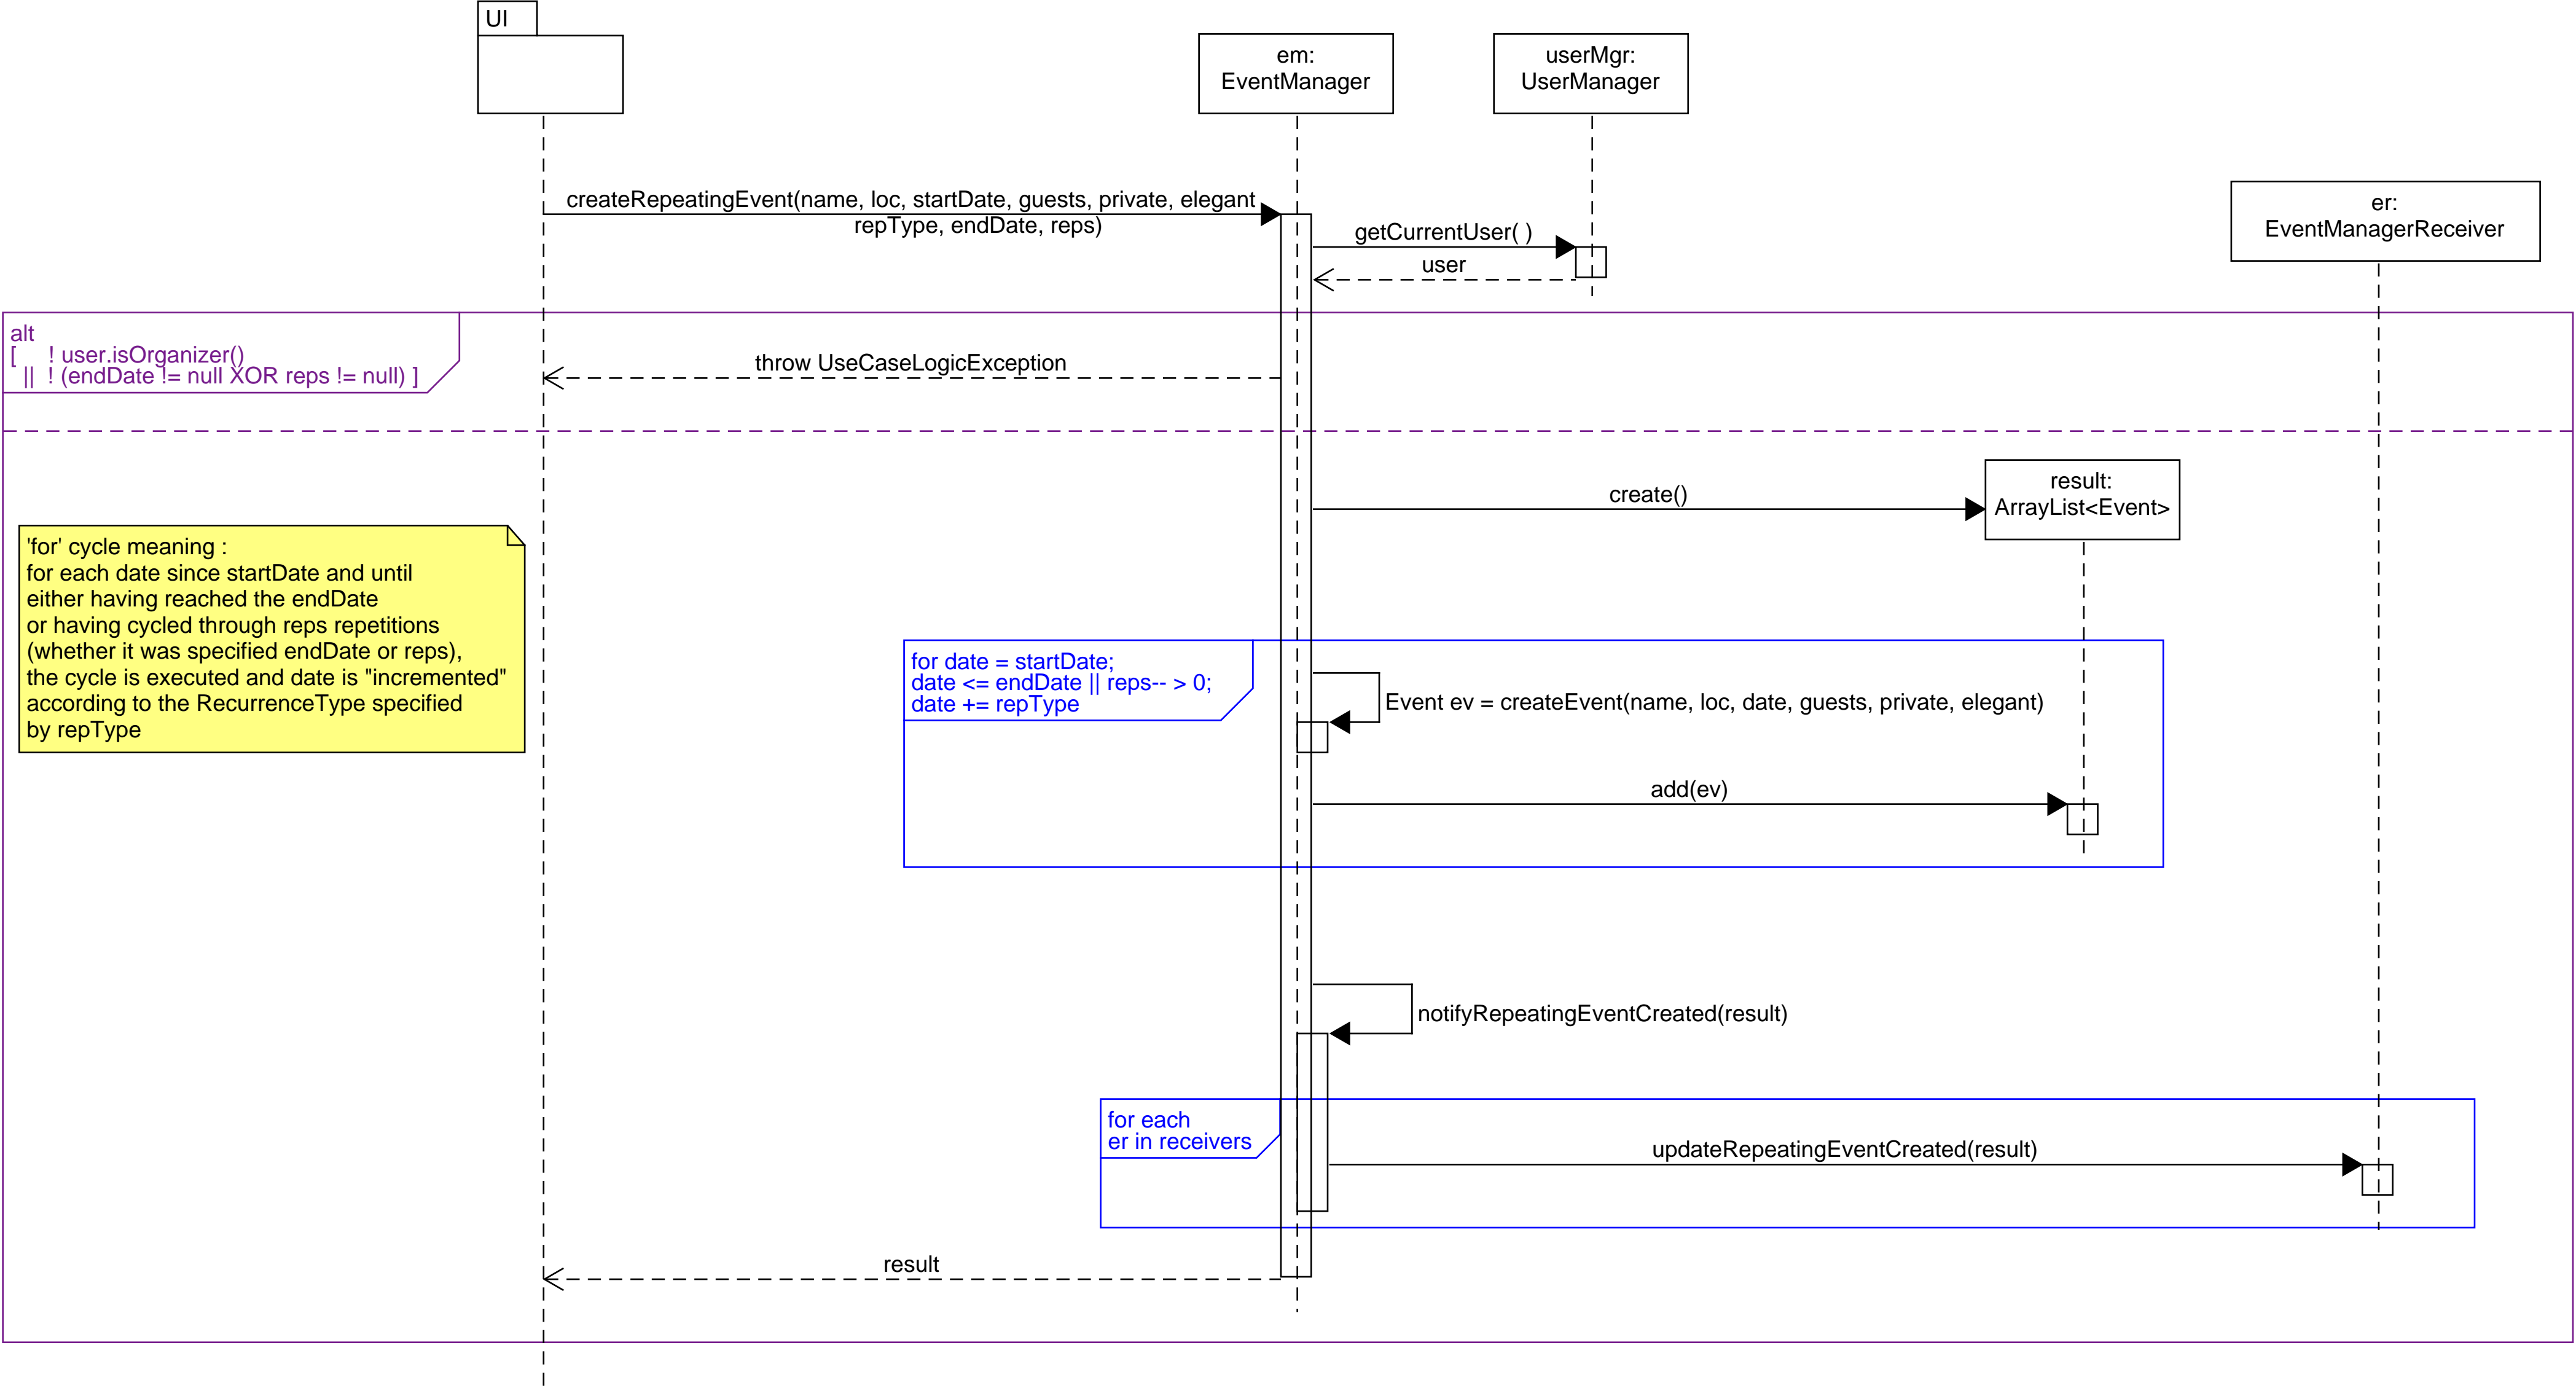 UI
em:
EventManager
userMgr:
UserManager
er:
EventManagerReceiver
createRepeatingEvent(name, loc, startDate, guests, private, elegant
repType, endDate, reps)
getCurrentUser( )
user
alt
[ ! user.isOrganizer()
|| ! (endDate != null XOR reps != null) ]
throw UseCaseLogicException
create()
result:
ArrayList<Event>
'for' cycle meaning :
for each date since startDate and until
either having reached the endDate
or having cycled through reps repetitions
(whether it was specified endDate or reps),
the cycle is executed and date is "incremented"
according to the RecurrenceType specified
by repType
for date = startDate;
date <= endDate || reps-- > 0;
date += repType
Event ev = createEvent(name, loc, date, guests, private, elegant)
add(ev)
notifyRepeatingEventCreated(result)
for each
er in receivers
updateRepeatingEventCreated(result)
result